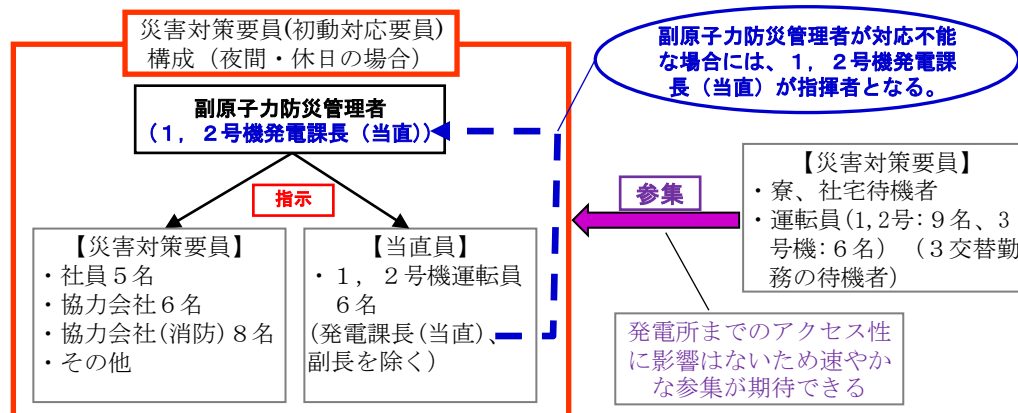 災害対策要員(初動対応要員)
構成（夜間・休日の場合）
副原子力防災管理者が対応不能
な場合には、１，２号機発電課
長（当直）が指揮者となる。
副原子力防災管理者
（１，２号機発電課長（当直））
指示
【災害対策要員】
・社員５名
・協力会社６名
・協力会社(消防)８名
・その他
【当直員】
・１，２号機運転員
６名
(発電課長(当直)、
副長を除く)
参集
【災害対策要員】
・寮、社宅待機者
・運転員(1,2号:９名、３
号機:６名）（３交替勤
務の待機者）
発電所までのアクセス性
に影響はないため速やか
な参集が期待できる